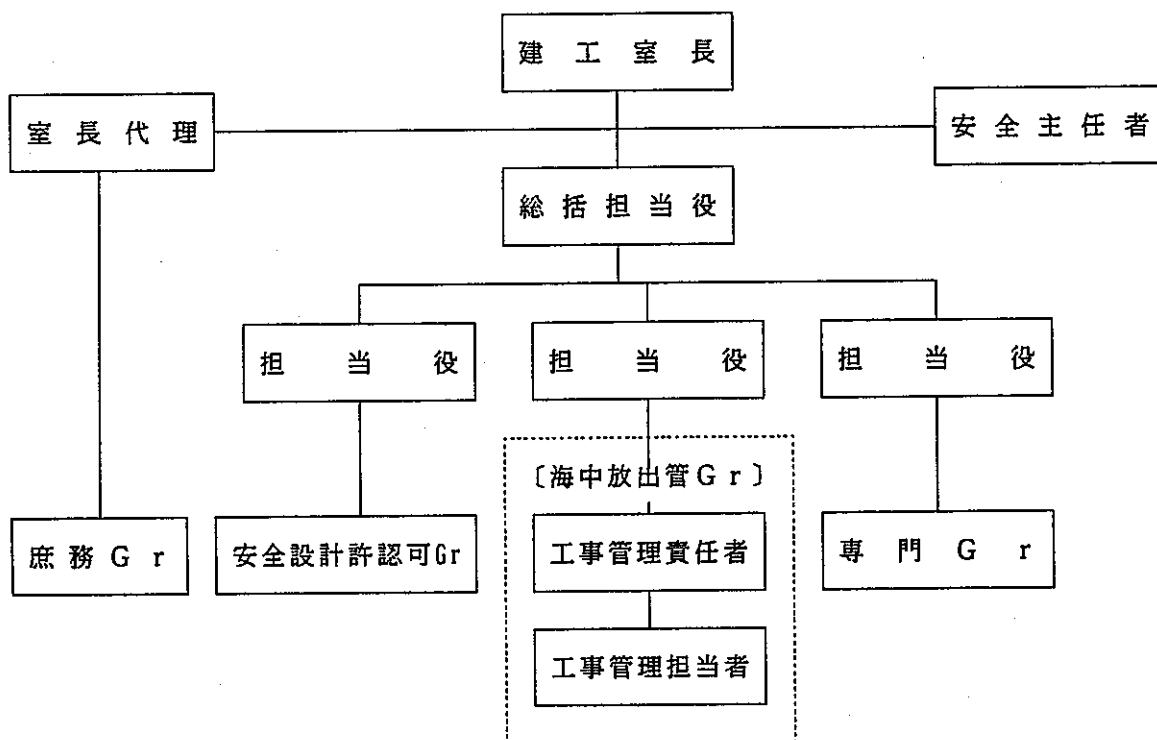 建工室長
室長代理
安全主任者
総括担当役
担当役
担当役
担当役
〔海中放出管Gr〕
庶務Gr
安全設計許認可Gr
工事管理責任者
専門Gr
工事管理担当者